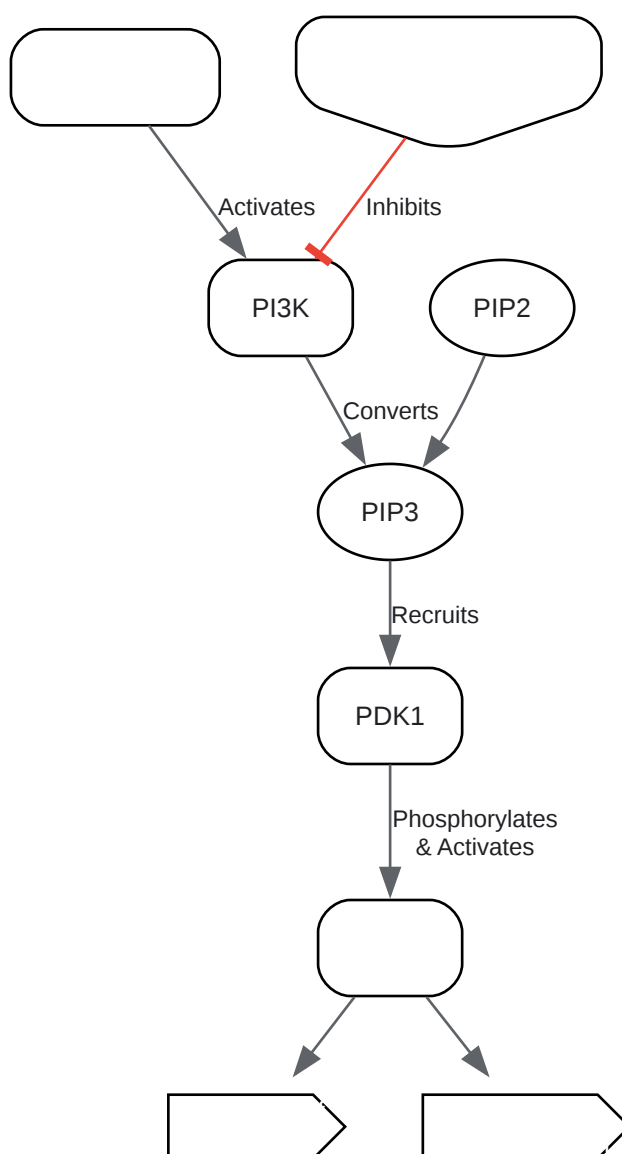 Activates
Inhibits
PI3K
PIP2
Converts
PIP3
Recruits
PDK1
Phosphorylates
& Activates